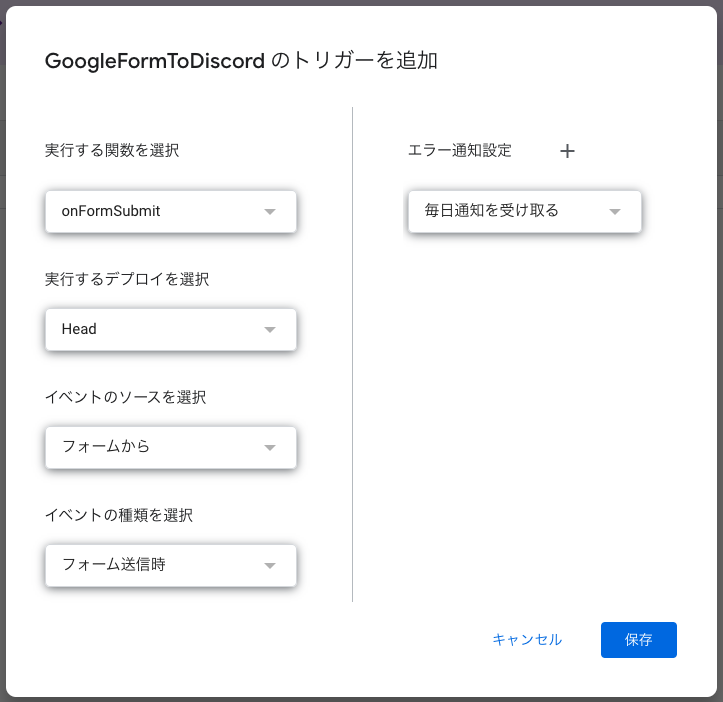 GoogleFormToDiscord のトリガーを追加
実行する関数を選択
onFormSubmit
実行するデプロイを選択
Head
イベントのソースを選択
フォームから
イベントの種類を選択
フォーム送信時
エラー通知設定
毎日通知を受け取る
キャンセル
保存